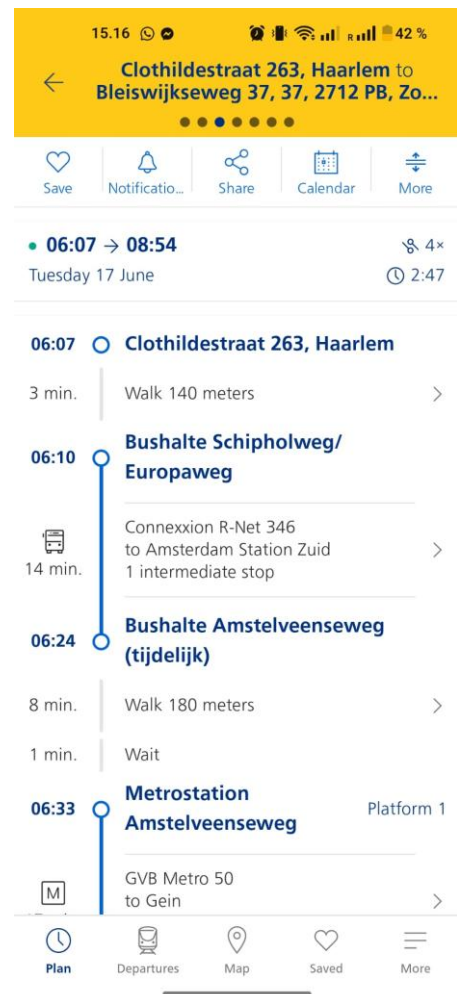 15.16 R 42 %
Clothildestraat 263, Haarlem to
Bleiswijkseweg 37, 37, 2712 PB, Zo...
Save Notificatio... Share Calendar More
06:07 → 08:54 4×
Tuesday 17 June 2:47
06:07 Clothildestraat 263, Haarlem
3 min. Walk 140 meters
06:10 Bushalte Schipholweg/
Europaweg
Connexxion R-Net 346
to Amsterdam Station Zuid
14 min. 1 intermediate stop
06:24 Bushalte Amstelveenseweg
(tijdelijk)
8 min. Walk 180 meters
1 min. Wait
06:33 Metrostation Platform 1
Amstelveenseweg
M GVB Metro 50
to Gein
Plan Departures Map Saved More